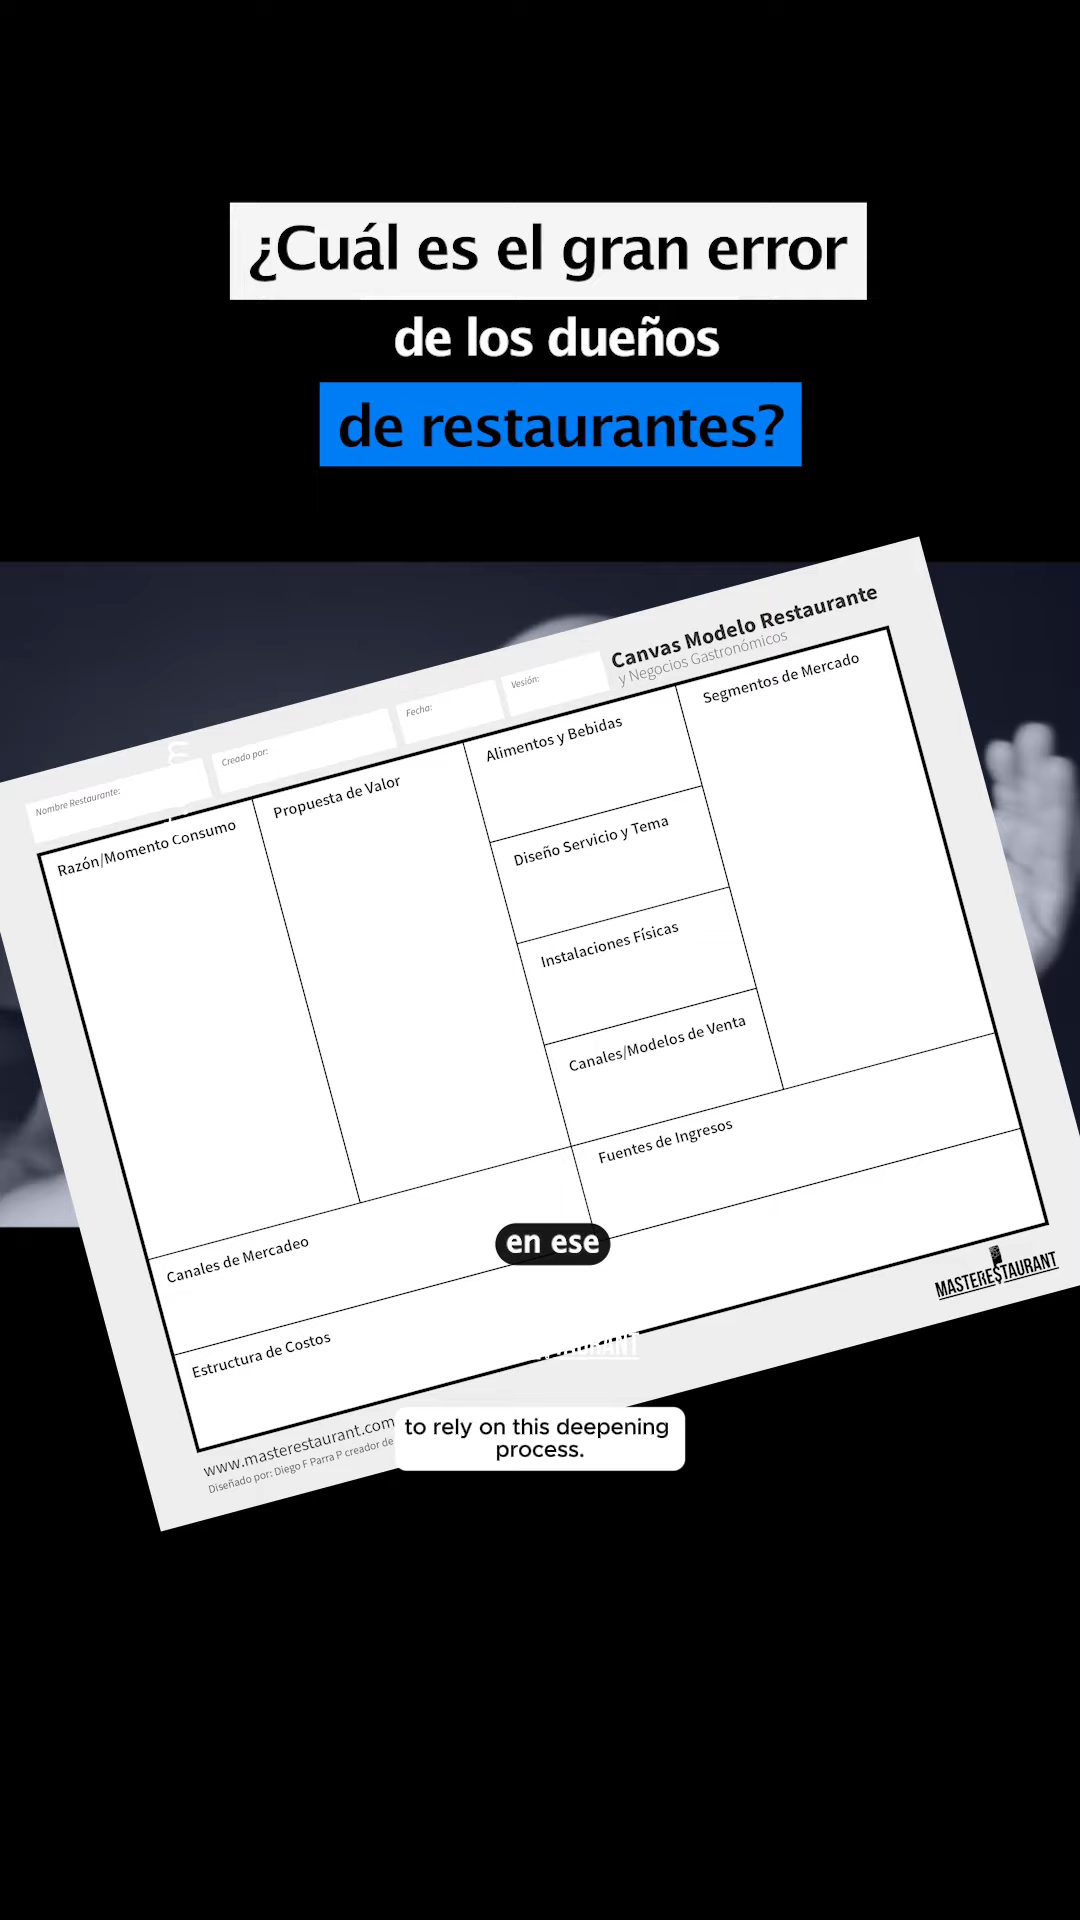 ¿Cuál es el gran error
de los dueños
de restaurantes?
Canvas Modelo Restaurante
y Negocios Gastronómicos
Nombre Restaurante:
Creado por:
Fecha:
Vesión:
Razón/Momento Consumo
Propuesta de Valor
Alimentos y Bebidas
Diseño Servicio y Tema
Instalaciones Físicas
Canales/Modelos de Venta
Segmentos de Mercado
Canales de Mercadeo
Fuentes de Ingresos
Estructura de Costos
en ese
MASTERESTAURANT
www.masterestaurant.com
Diseñado por: Diego F Parra P creador de
to rely on this deepening
process.